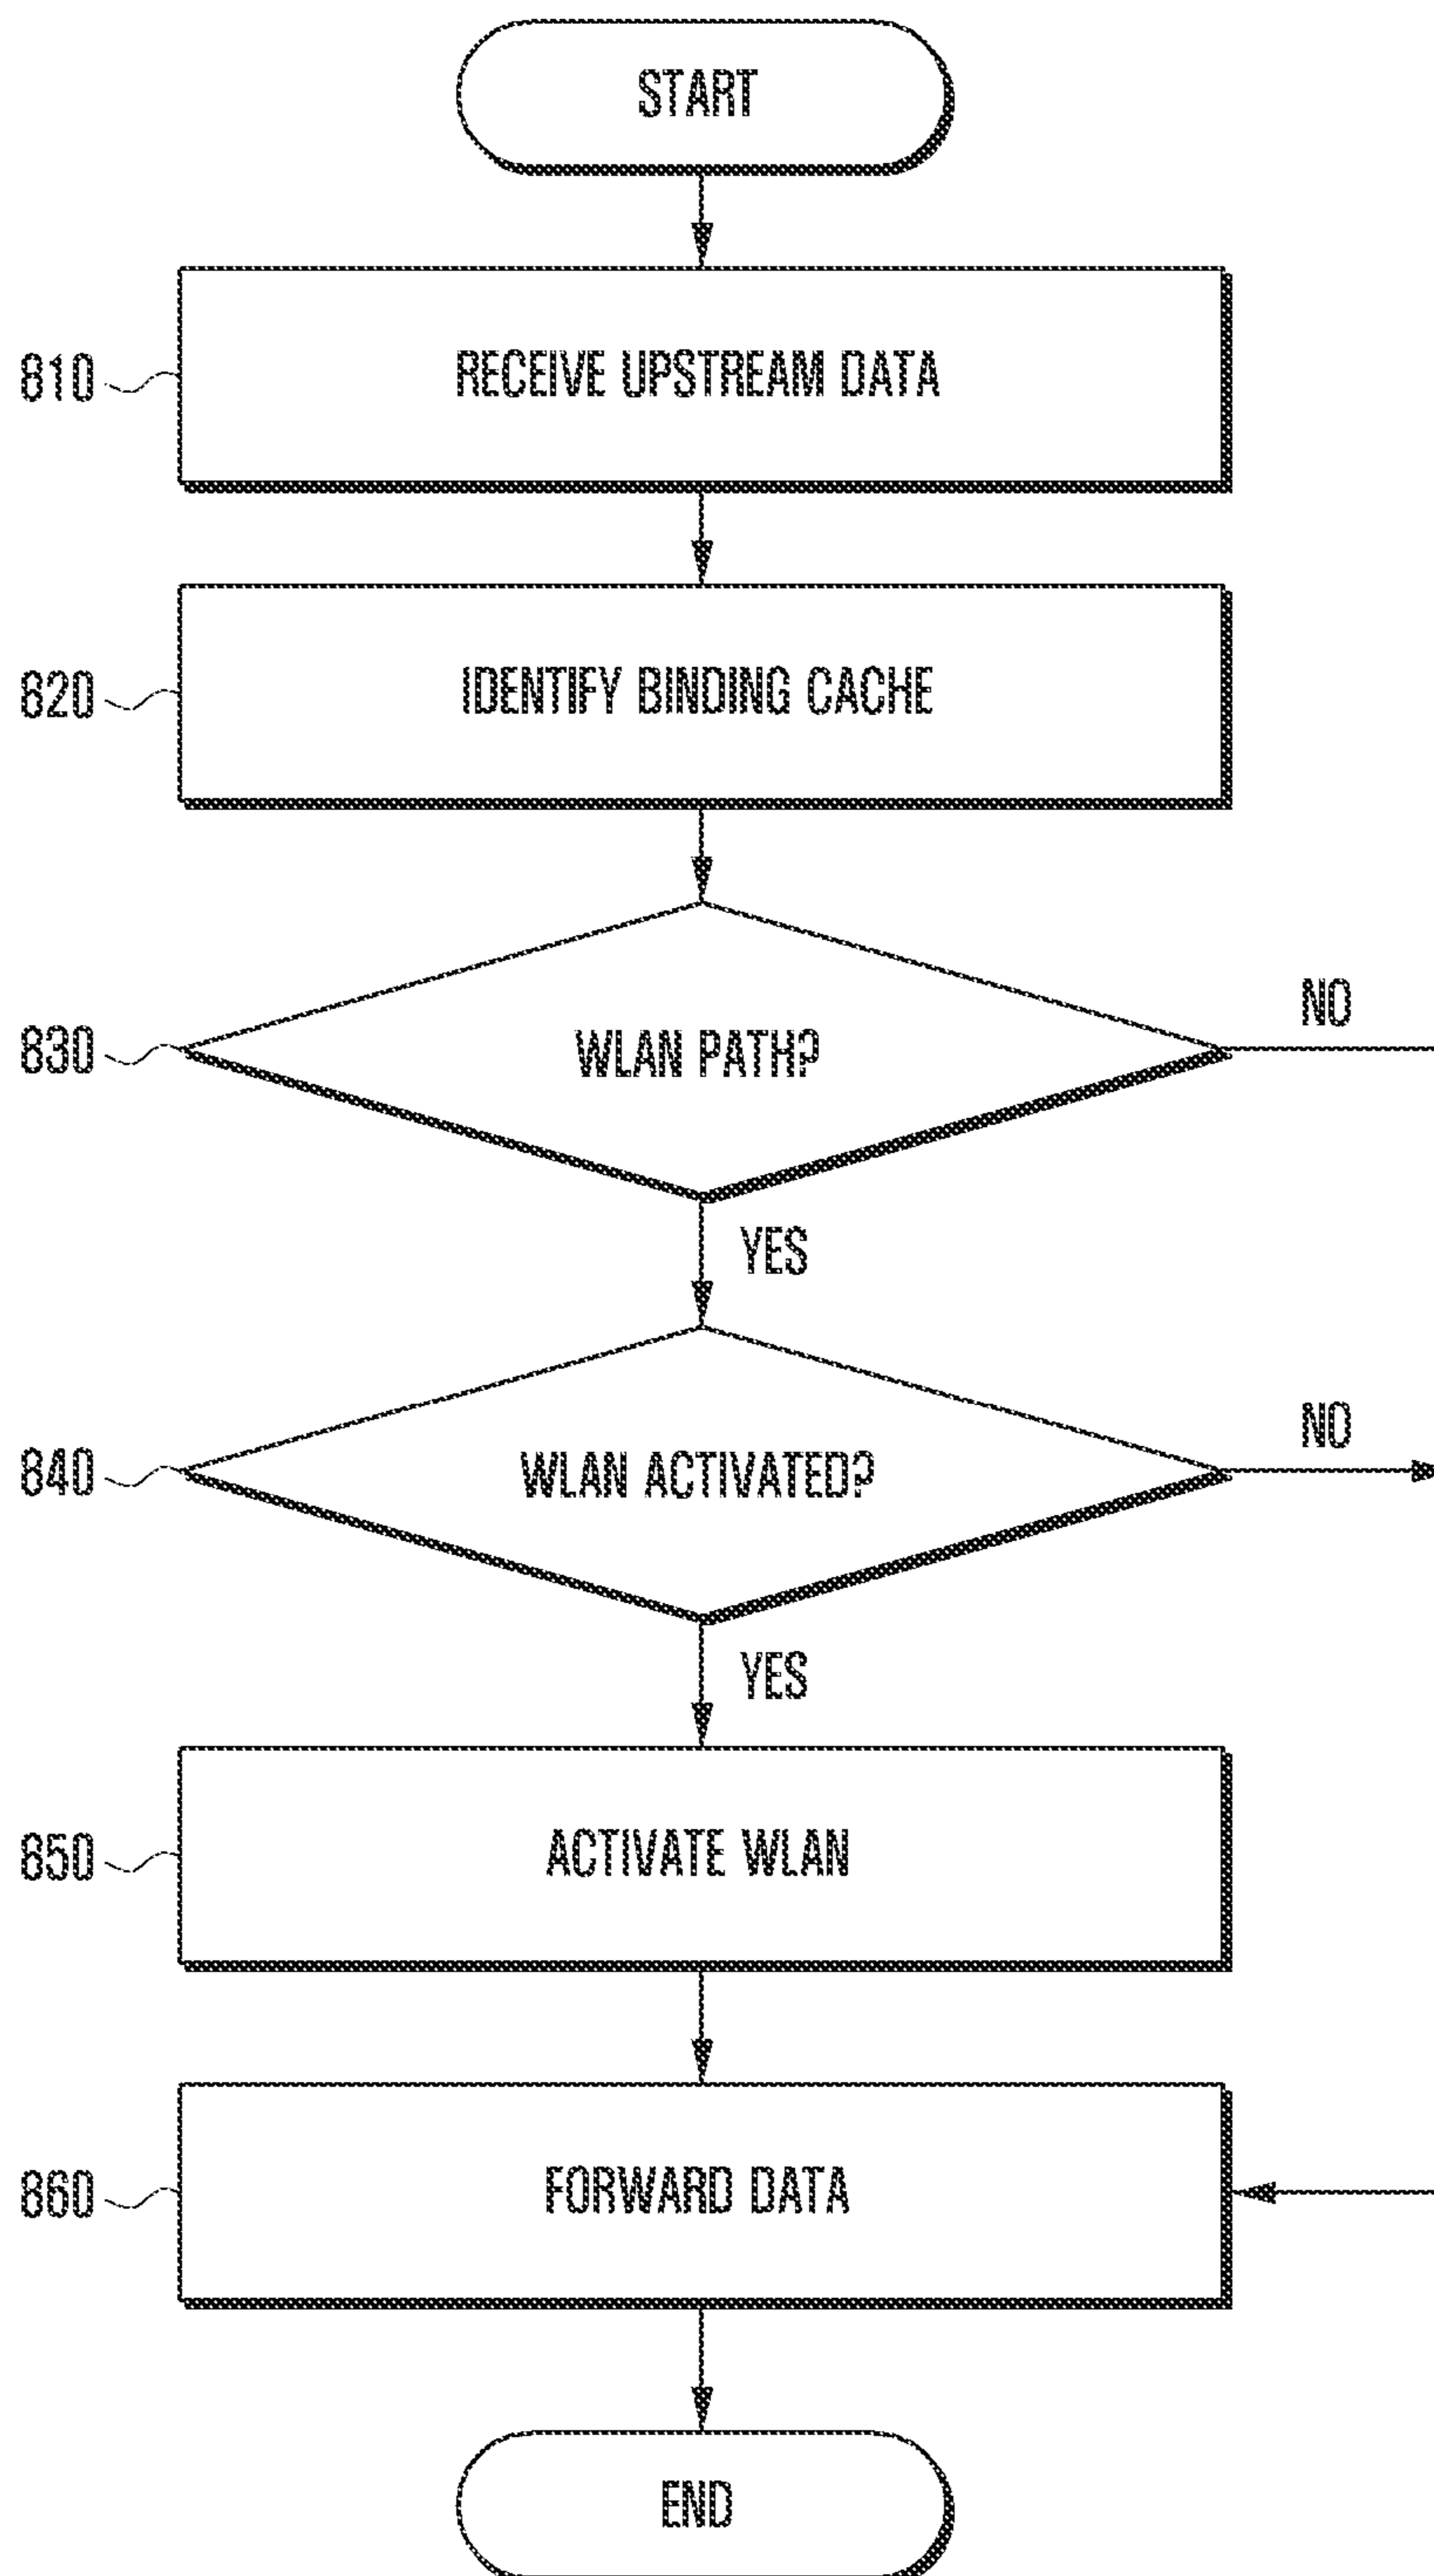 START
810
RECEIVE UPSTREAM DATA
820
IDENTIFY BINDING CACHE
830
WLAN PATH?
NO
YES
840
WLAN ACTIVATED?
NO
YES
850
ACTIVATE WLAN
860
FORWARD DATA
END